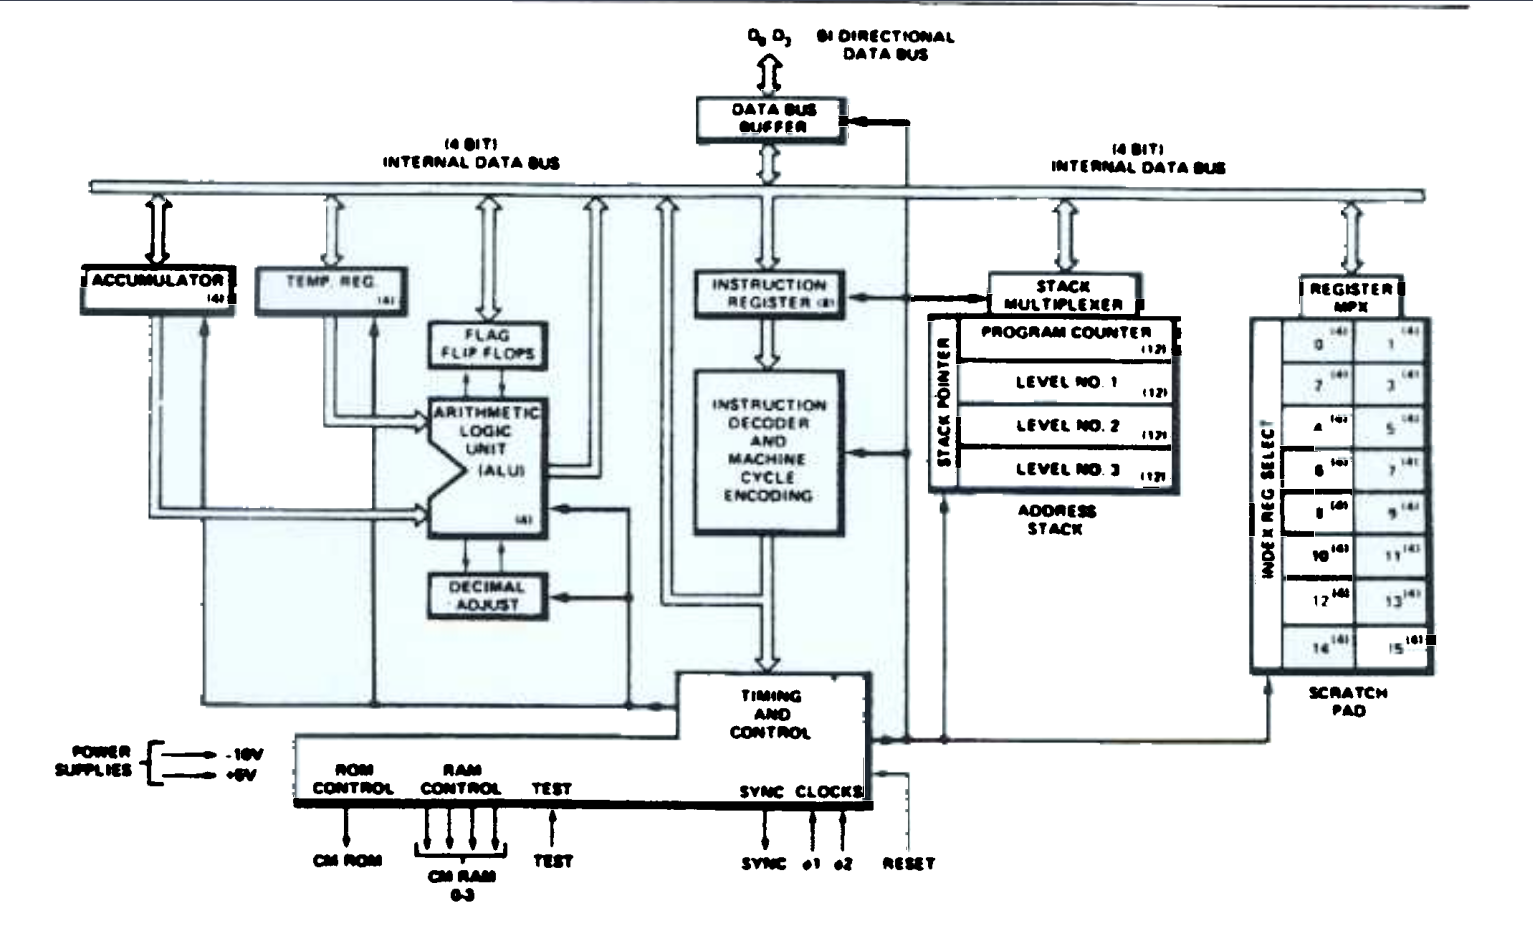 D0 D3 BI DIRECTIONAL
DATA BUS
DATA BUS
BUFFER
(4 BIT)
INTERNAL DATA BUS
(4 BIT)
INTERNAL DATA BUS
ACCUMULATOR
(4)
TEMP. REG.
(4)
FLAG
FLIP FLOPS
ARITHMETIC
LOGIC
UNIT
(ALU)
(4)
DECIMAL
ADJUST
INSTRUCTION
REGISTER (8)
INSTRUCTION
DECODER
AND
MACHINE
CYCLE
ENCODING
STACK
MULTIPLEXER
STACK POINTER
PROGRAM COUNTER
(12)
LEVEL NO. 1
(12)
LEVEL NO. 2
(12)
LEVEL NO. 3
(12)
ADDRESS
STACK
REGISTER
MPX
INDEX REG SELECT
0 (4) 1 (4)
2 (4) 3 (4)
4 (4) 5 (4)
6 (4) 7 (4)
8 (4) 9 (4)
10 (4) 11 (4)
12 (4) 13 (4)
14 (4) 15 (4)
SCRATCH
PAD
TIMING
AND
CONTROL
POWER
SUPPLIES
-10V
+5V
ROM
CONTROL
RAM
CONTROL
TEST
SYNC CLOCKS
CM ROM
CM RAM
0-3
TEST
SYNC φ1 φ2 RESET